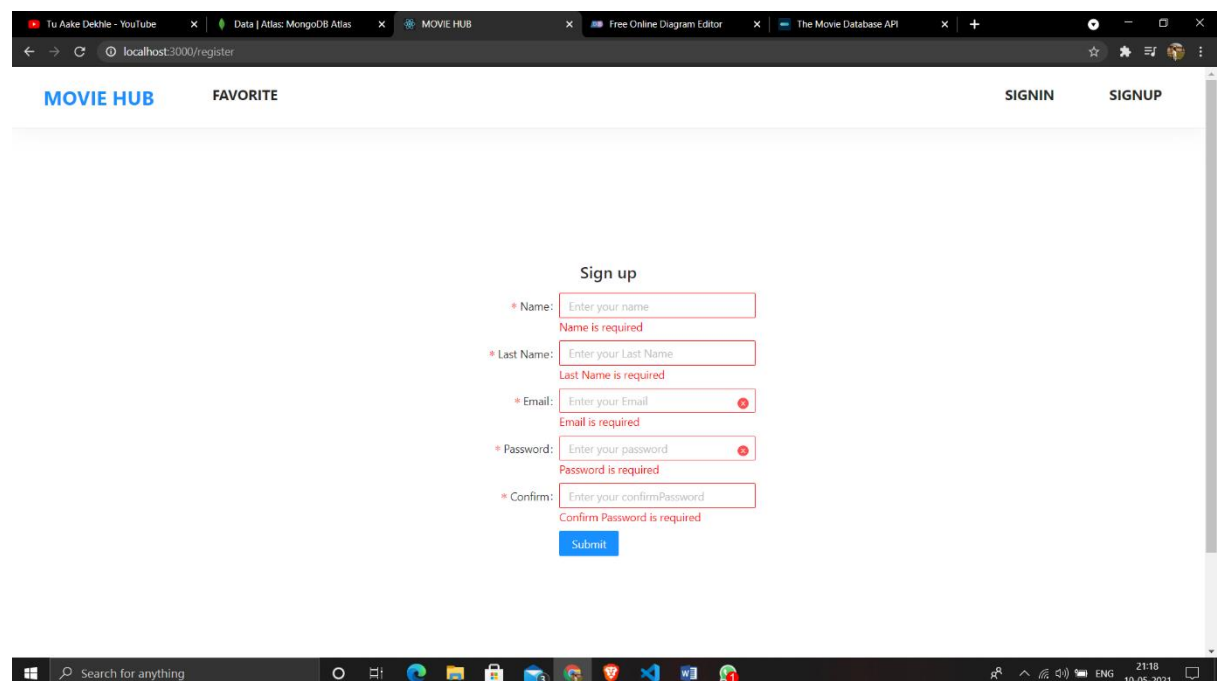 Tu Aake Dekhle - YouTube
Data | Atlas: MongoDB Atlas
MOVIE HUB
Free Online Diagram Editor
The Movie Database API
localhost:3000/register
MOVIE HUB FAVORITE SIGNIN SIGNUP
Sign up
* Name: Enter your name
Name is required
* Last Name: Enter your Last Name
Last Name is required
* Email: Enter your Email
Email is required
* Password: Enter your password
Password is required
* Confirm: Enter your confirmPassword
Confirm Password is required
Submit
Search for anything
ENG
21:18
10-05-2021